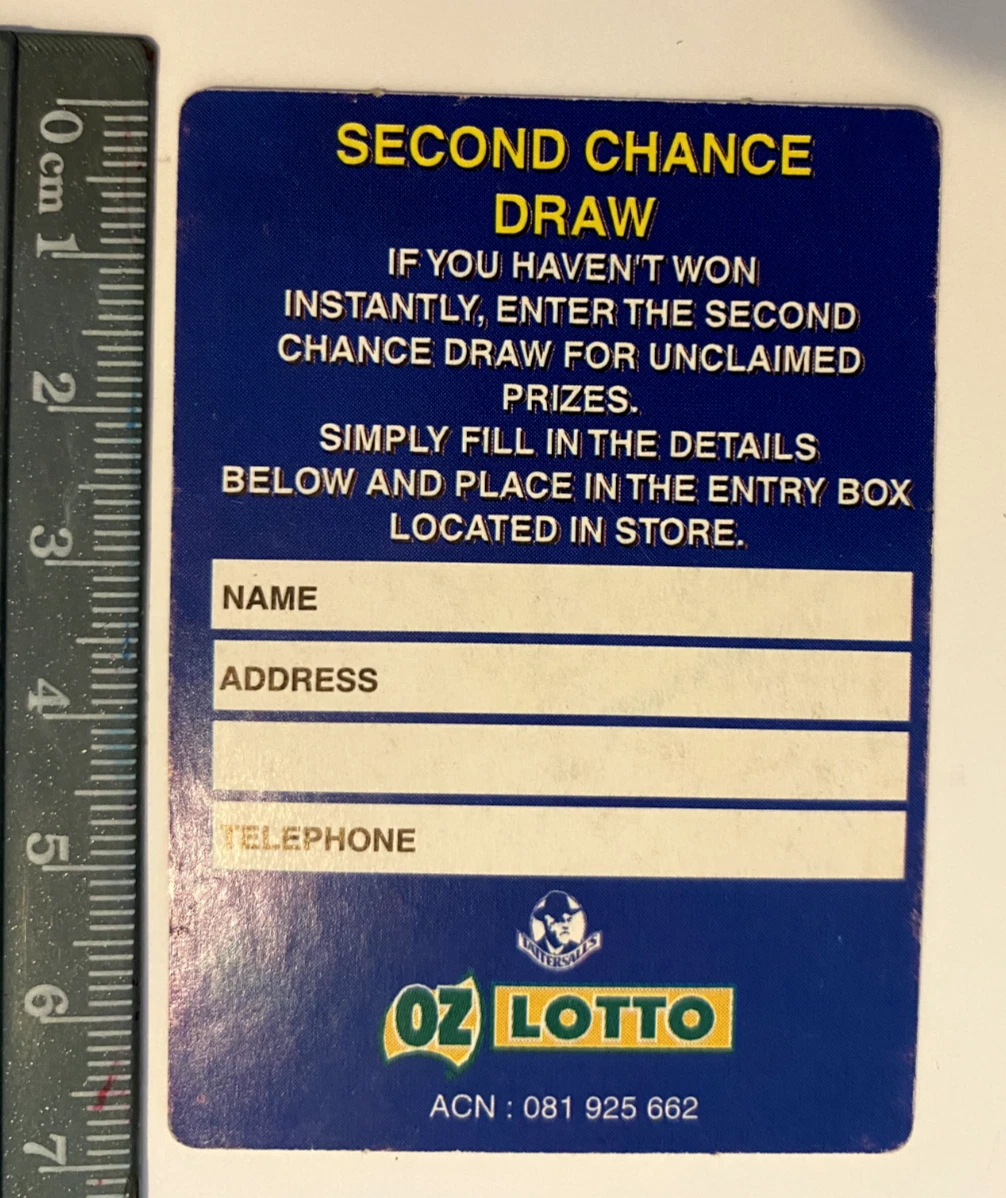 0 cm
1
2
3
4
5
6
7
SECOND CHANCE
DRAW
IF YOU HAVEN'T WON
INSTANTLY, ENTER THE SECOND
CHANCE DRAW FOR UNCLAIMED
PRIZES.
SIMPLY FILL IN THE DETAILS
BELOW AND PLACE IN THE ENTRY BOX
LOCATED IN STORE.
NAME
ADDRESS
TELEPHONE
TATTERSALL'S
OZ LOTTO
ACN : 081 925 662